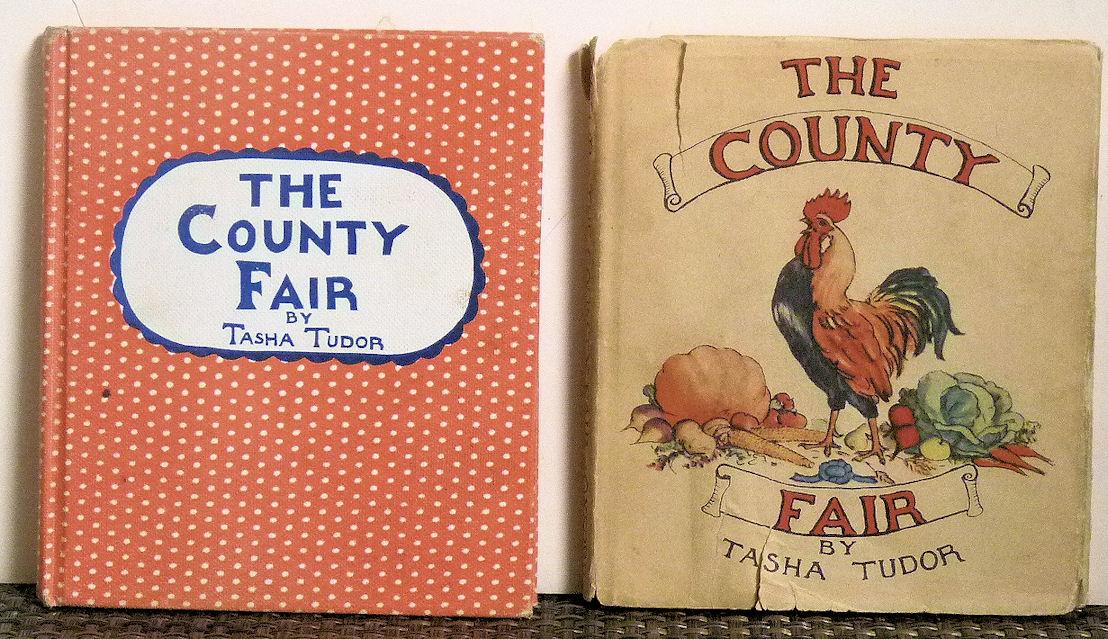 THE
COUNTY
FAIR
BY
TASHA TUDOR
THE
COUNTY
FAIR
BY
TASHA TUDOR